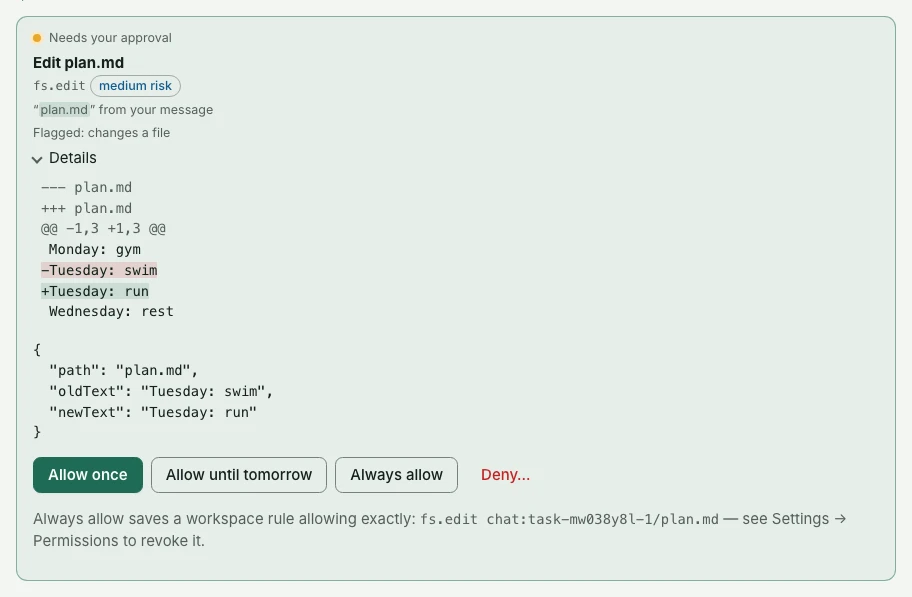 Needs your approval
Edit plan.md
fs.edit medium risk
“plan.md” from your message
Flagged: changes a file
Details
--- plan.md
+++ plan.md
@@ -1,3 +1,3 @@
 Monday: gym
-Tuesday: swim
+Tuesday: run
 Wednesday: rest
{
  "path": "plan.md",
  "oldText": "Tuesday: swim",
  "newText": "Tuesday: run"
}
Allow once Allow until tomorrow Always allow Deny...
Always allow saves a workspace rule allowing exactly: fs.edit chat:task-mw038y8l-1/plan.md — see Settings →
Permissions to revoke it.